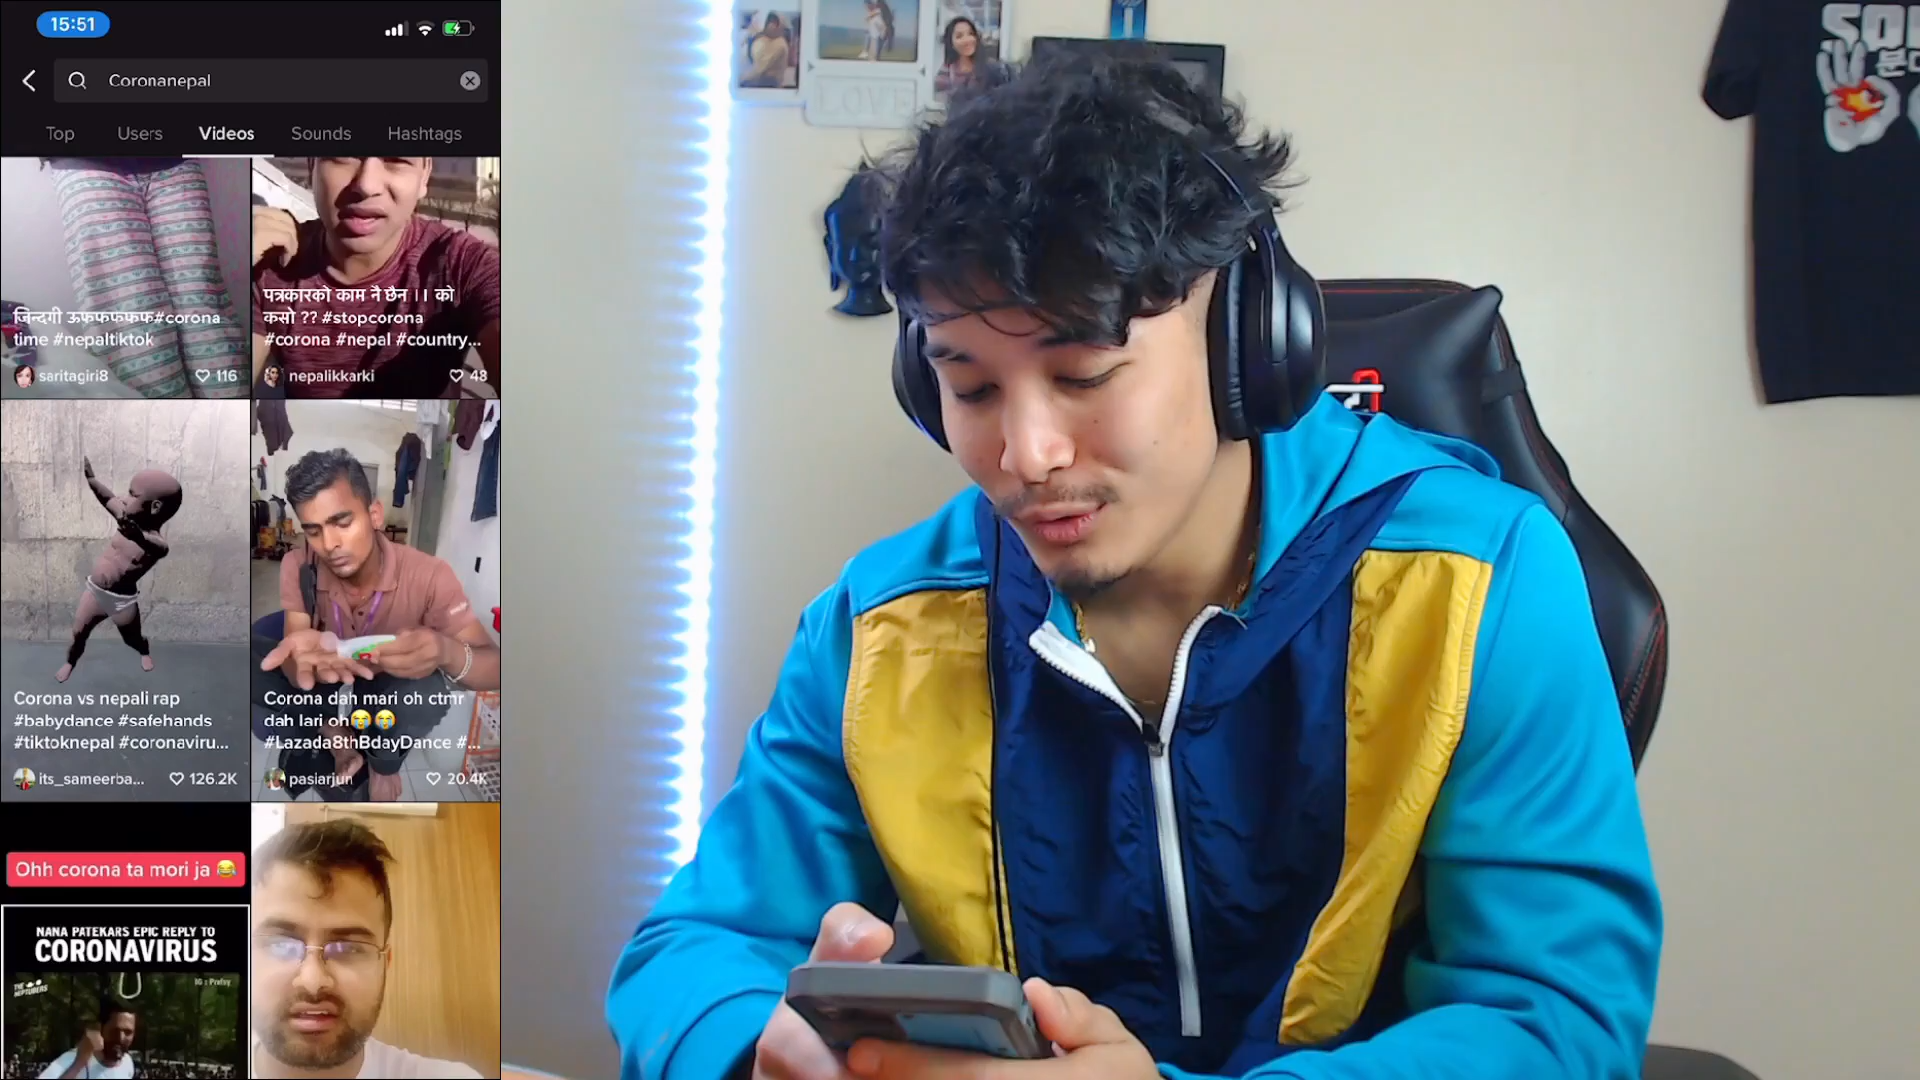 15:51
Coronanepal
Top
Users
Videos
Sounds
Hashtags
जिन्दगी ऊफफफफफफ#corona
time #nepaltiktok
saritagiri8
116
पत्रकारको काम नै छैन ।। को
कसो ?? #stopcorona
#corona #nepal #country...
nepalikkarki
48
Corona vs nepali rap
#babydance #safehands
#tiktoknepal #coronaviru...
its_sameerba...
126.2K
Corona dah mari oh ctmr
dah lari oh😭😭
#Lazada8thBdayDance #...
pasiarjun
20.4K
Ohh corona ta mori ja 😂
NANA PATEKARS EPIC REPLY TO
CORONAVIRUS
LOVE